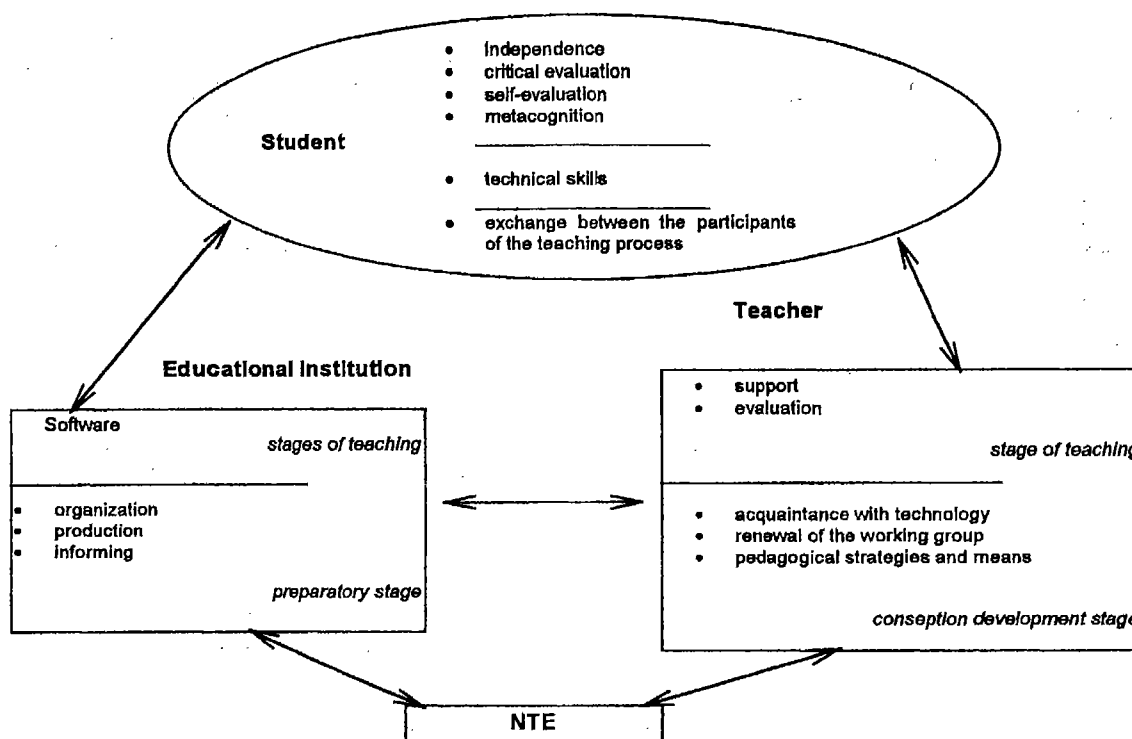 • independence
• critical evaluation
• self-evaluation
• metacognition
Student
• technical skills
• exchange between the participants
of the teaching process
Teacher
Educational institution
Software
stages of teaching
• organization
• production
• informing
preparatory stage
• support
• evaluation
stage of teaching
• acquaintance with technology
• renewal of the working group
• pedagogical strategies and means
conseption development stage
NTE